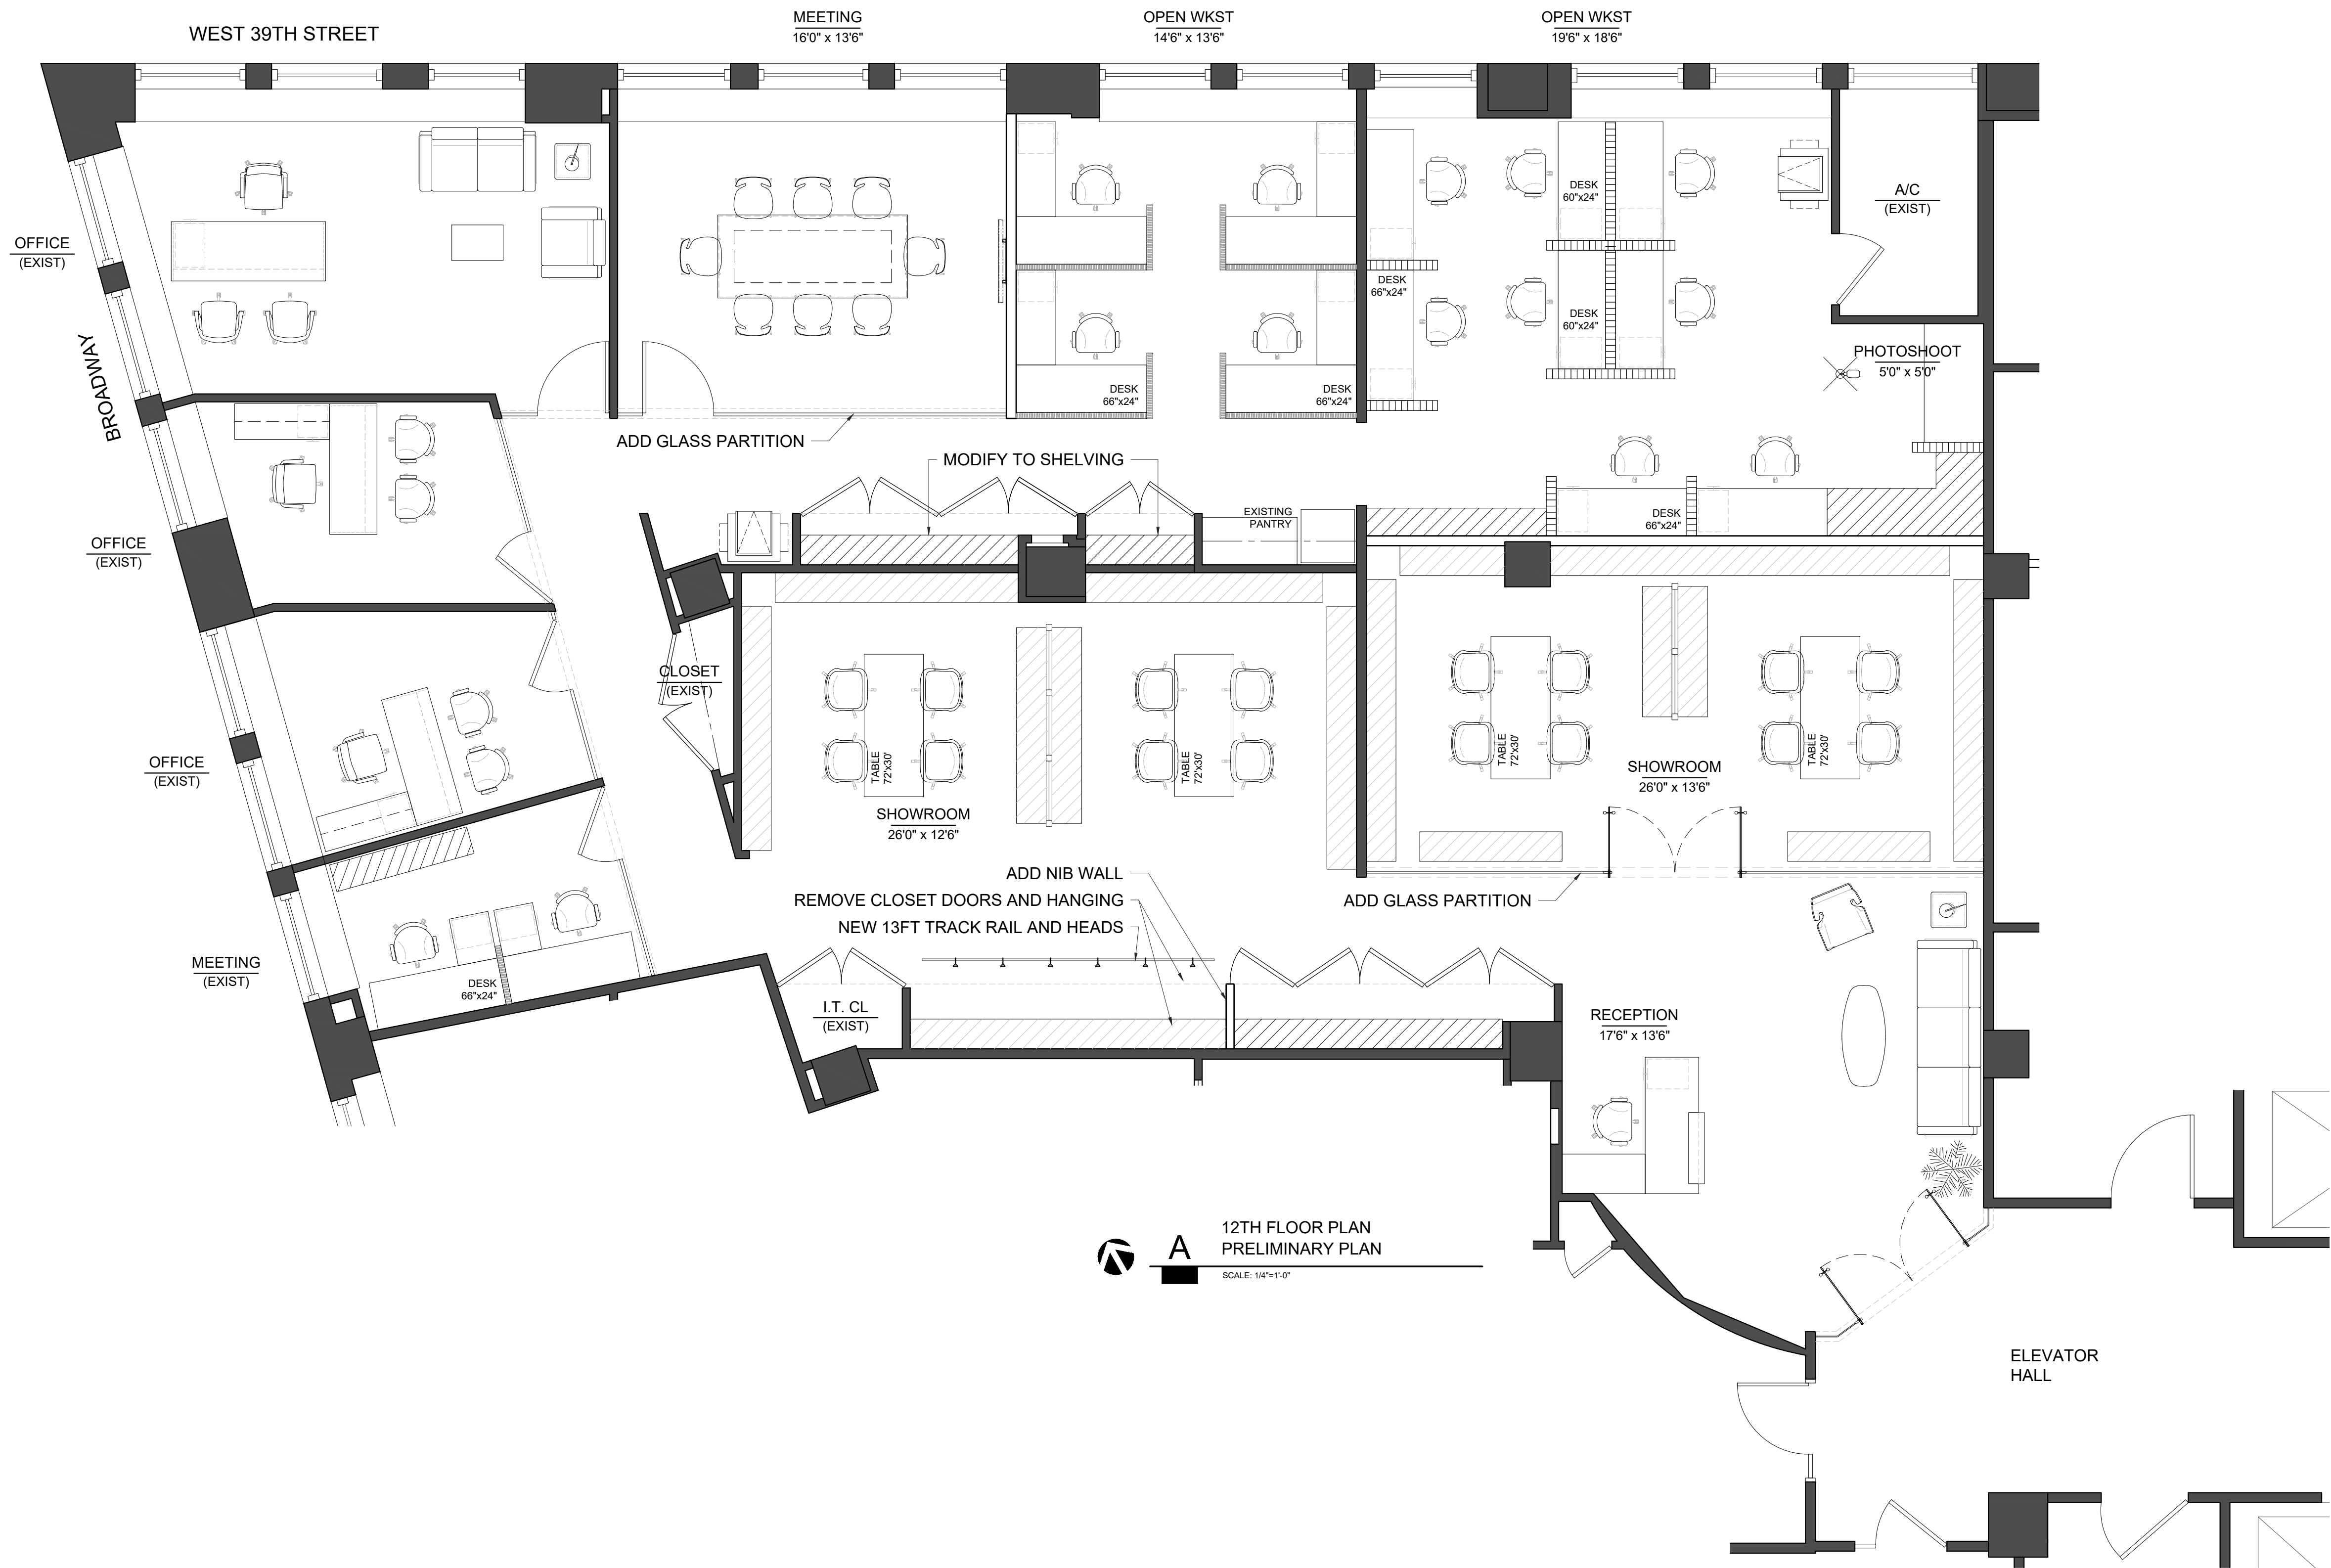 WEST 39TH STREET
MEETING
16'0" x 13'6"
OPEN WKST
14'6" x 13'6"
OPEN WKST
19'6" x 18'6"
OFFICE
(EXIST)
BROADWAY
DESK
60"x24"
A/C
(EXIST)
DESK
66"x24"
DESK
60"x24"
PHOTOSHOOT
5'0" x 5'0"
DESK
66"x24"
DESK
66"x24"
ADD GLASS PARTITION
MODIFY TO SHELVING
EXISTING
PANTRY
DESK
66"x24"
OFFICE
(EXIST)
CLOSET
(EXIST)
OFFICE
(EXIST)
TABLE
72'x30'
TABLE
72'x30'
TABLE
72'x30'
TABLE
72'x30'
SHOWROOM
26'0" x 12'6"
SHOWROOM
26'0" x 13'6"
ADD NIB WALL
REMOVE CLOSET DOORS AND HANGING
NEW 13FT TRACK RAIL AND HEADS
ADD GLASS PARTITION
MEETING
(EXIST)
DESK
66"x24"
I.T. CL
(EXIST)
RECEPTION
17'6" x 13'6"
A
12TH FLOOR PLAN
PRELIMINARY PLAN
SCALE: 1/4"=1'-0"
ELEVATOR
HALL